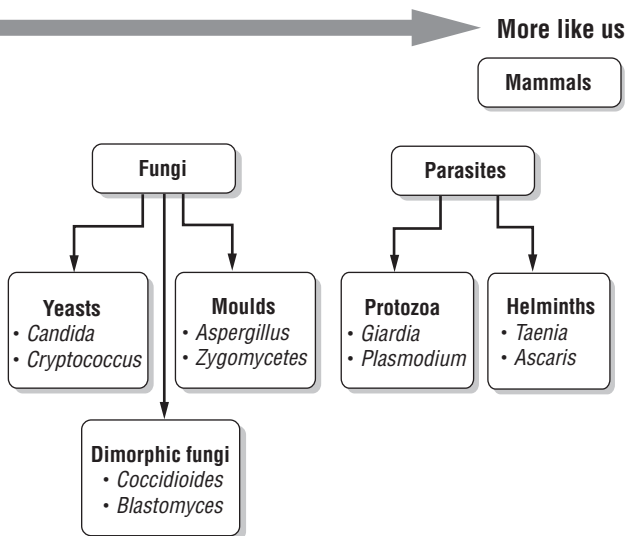 More like us
Mammals
Fungi
Parasites
Yeasts
• Candida
• Cryptococcus
Moulds
• Aspergillus
• Zygomycetes
Protozoa
• Giardia
• Plasmodium
Helminths
• Taenia
• Ascaris
Dimorphic fungi
• Coccidioides
• Blastomyces